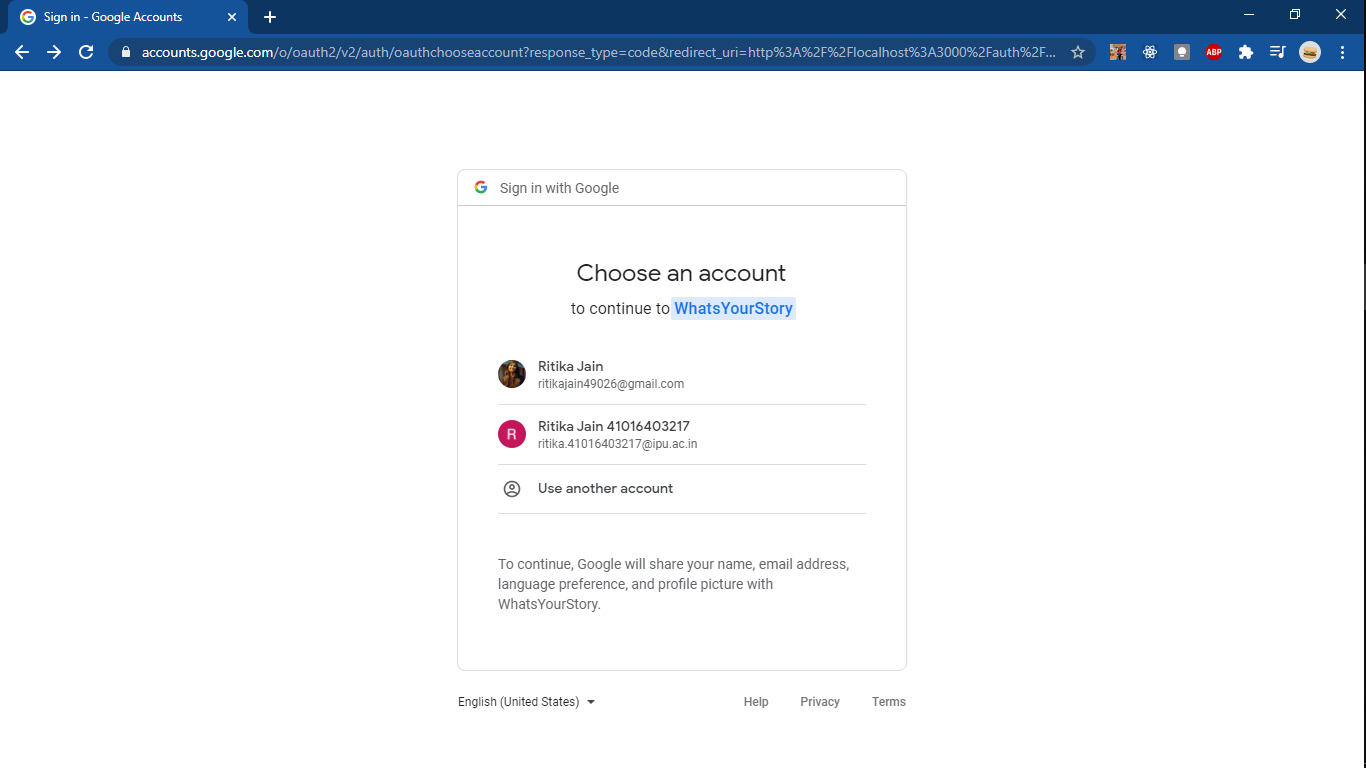 Sign in - Google Accounts
accounts.google.com/o/oauth2/v2/auth/oauthchooseaccount?response_type=code&redirect_uri=http%3A%2F%2Flocalhost%3A3000%2Fauth%2F...
ABP
Sign in with Google
Choose an account
to continue to WhatsYourStory
Ritika Jain
ritikajain49026@gmail.com
R
Ritika Jain 41016403217
ritika.41016403217@ipu.ac.in
Use another account
To continue, Google will share your name, email address,
language preference, and profile picture with
WhatsYourStory.
English (United States) Help Privacy Terms